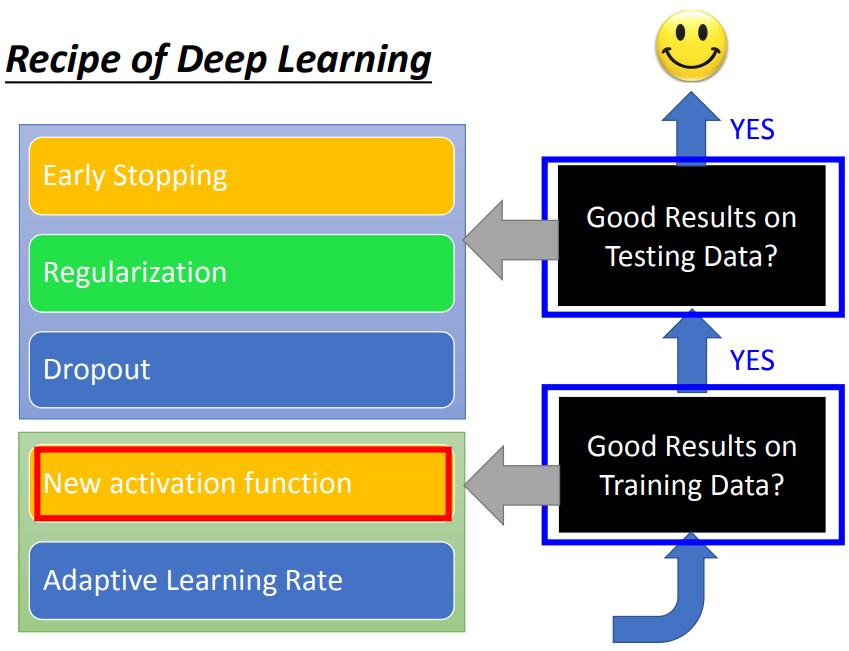 Recipe of Deep Learning
YES
Early Stopping
Regularization
Dropout
Good Results on
Testing Data?
YES
New activation function
Adaptive Learning Rate
Good Results on
Training Data?